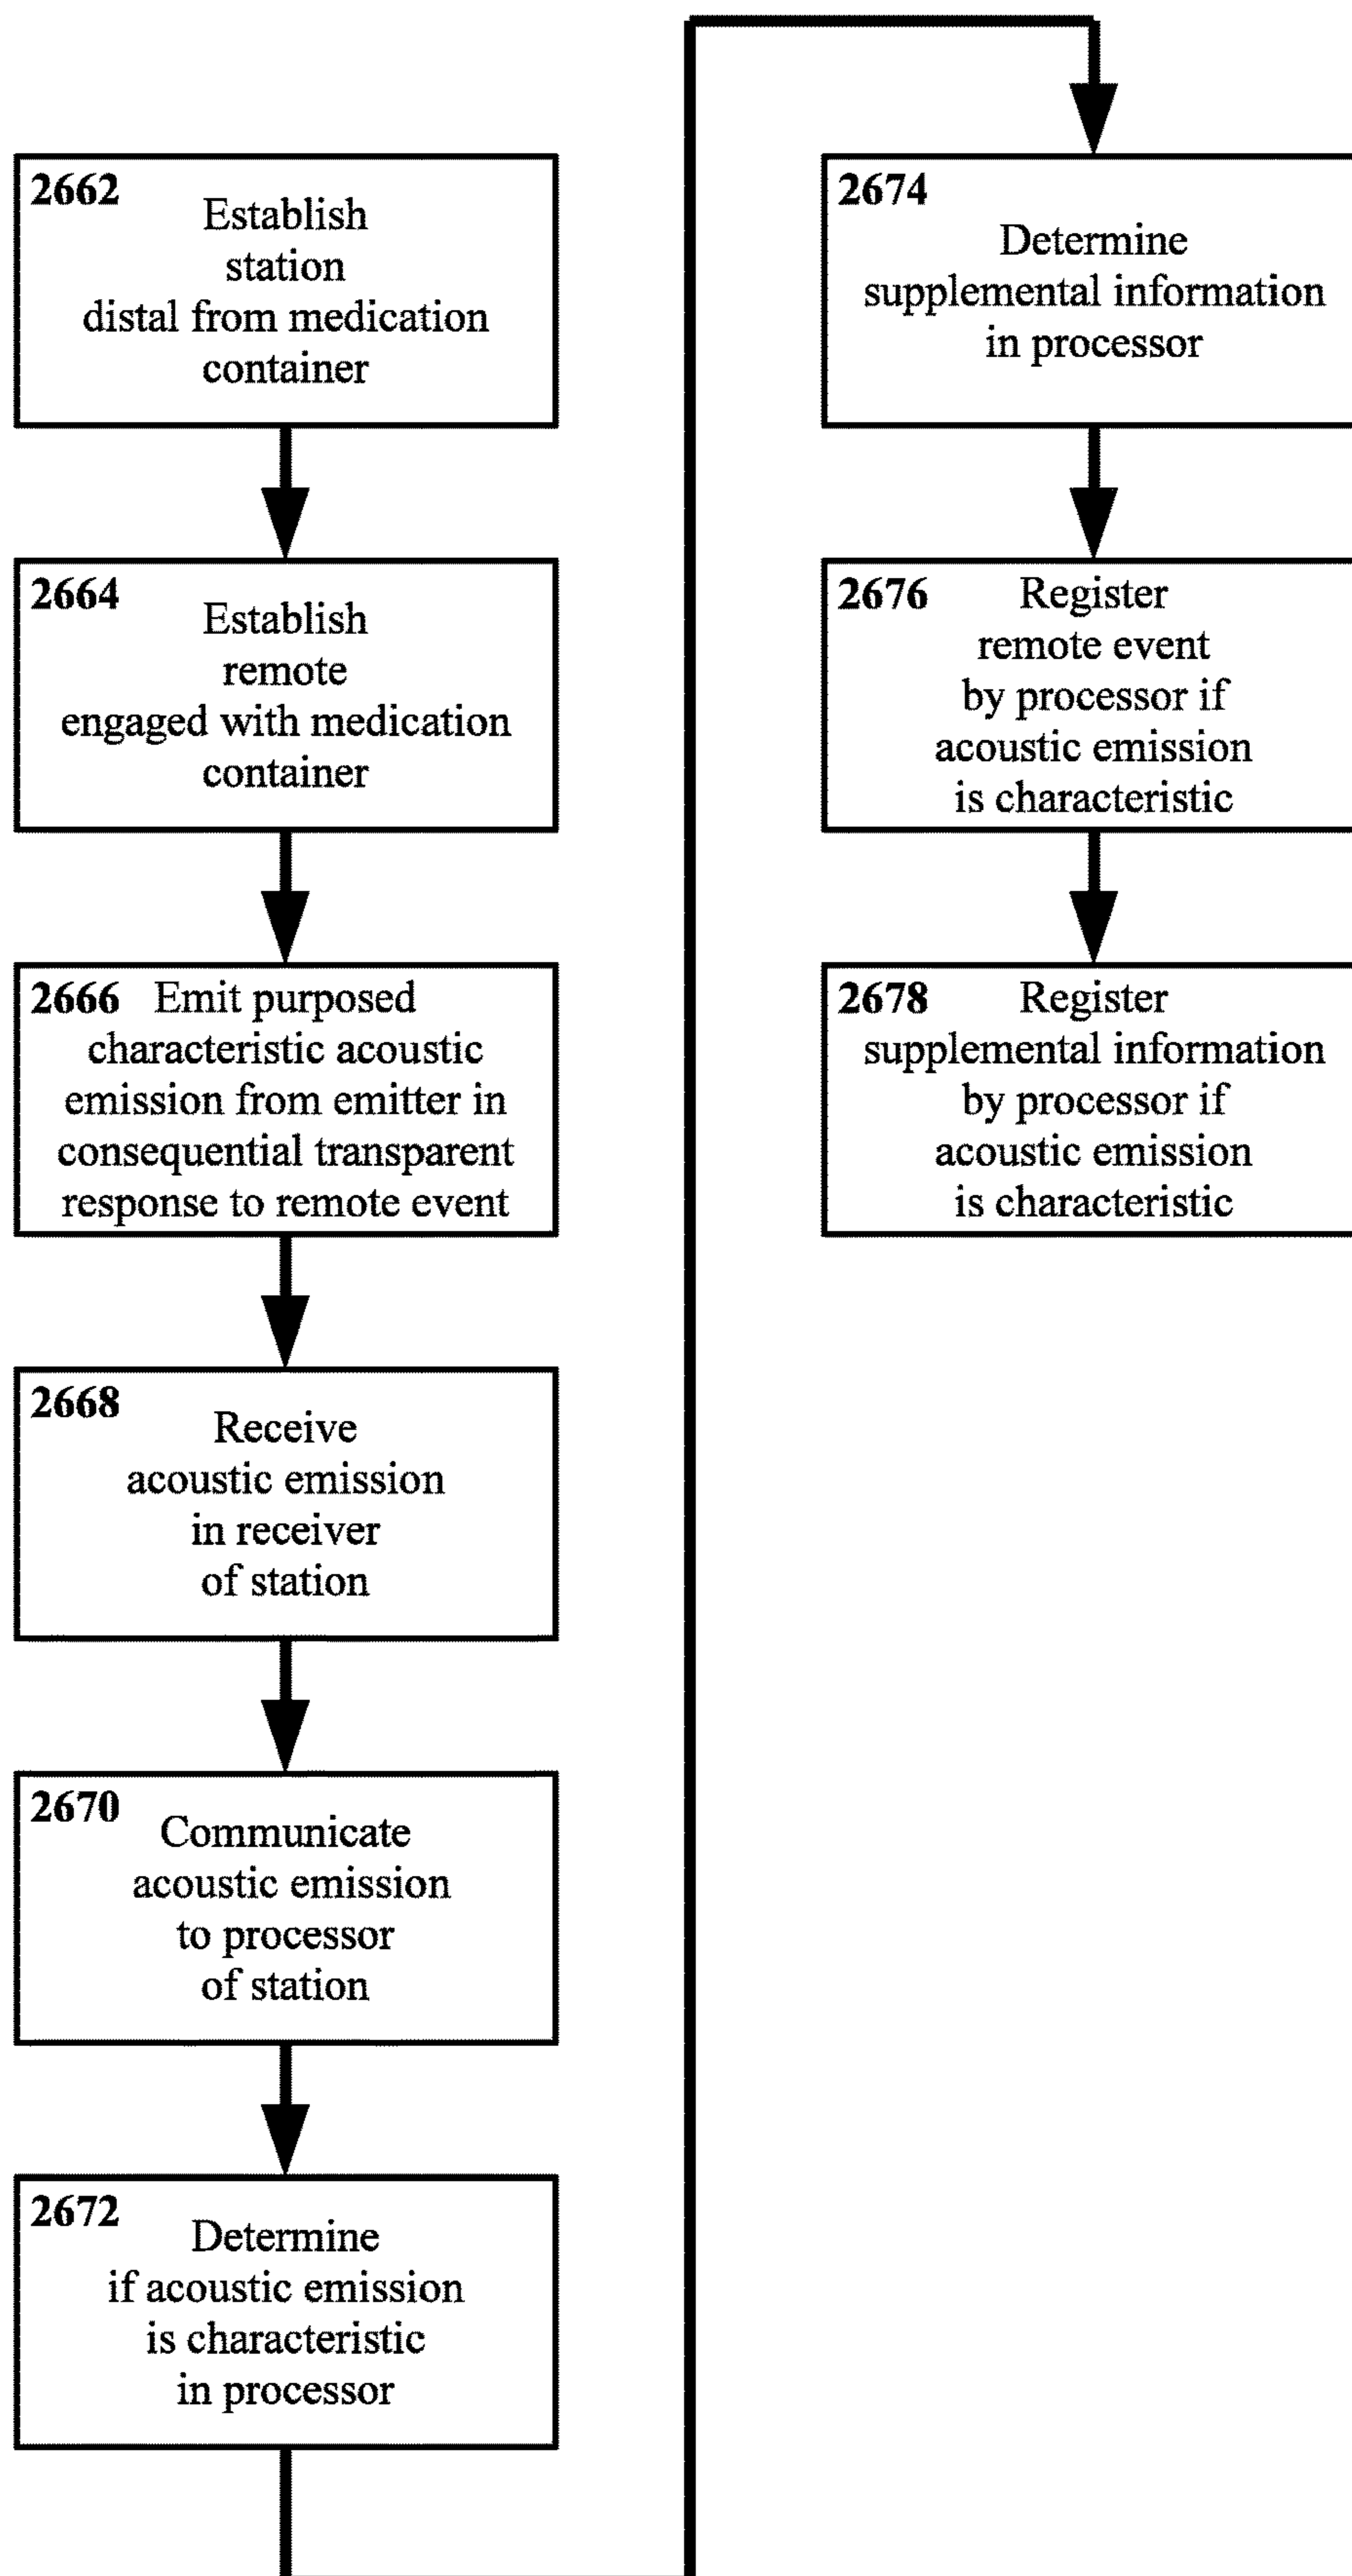 2662
Establish
station
distal from medication
container
2664
Establish
remote
engaged with medication
container
2666 Emit purposed
characteristic acoustic
emission from emitter in
consequential transparent
response to remote event
2668
Receive
acoustic emission
in receiver
of station
2670
Communicate
acoustic emission
to processor
of station
2672
Determine
if acoustic emission
is characteristic
in processor
2674
Determine
supplemental information
in processor
2676 Register
remote event
by processor if
acoustic emission
is characteristic
2678 Register
supplemental information
by processor if
acoustic emission
is characteristic